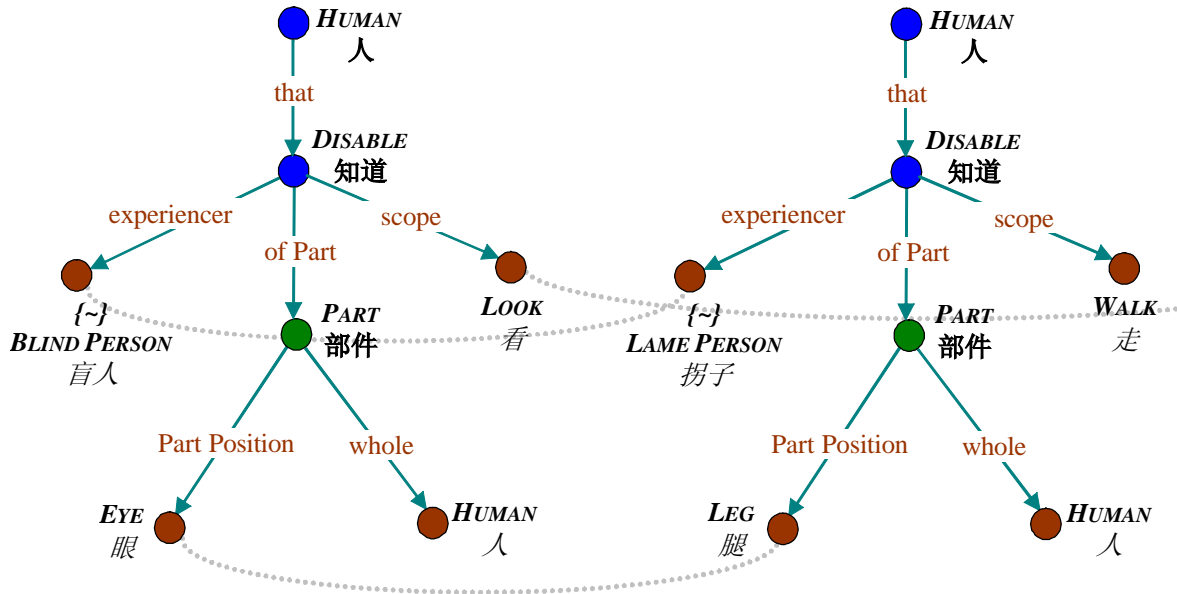 HUMAN
人
that
DISABLE
知道
experiencer
scope
of Part
{~}
BLIND PERSON
盲人
PART
部件
LOOK
看
Part Position
whole
EYE
眼
HUMAN
人
HUMAN
人
that
DISABLE
知道
experiencer
scope
of Part
{~}
LAME PERSON
拐子
PART
部件
WALK
走
Part Position
whole
LEG
腿
HUMAN
人